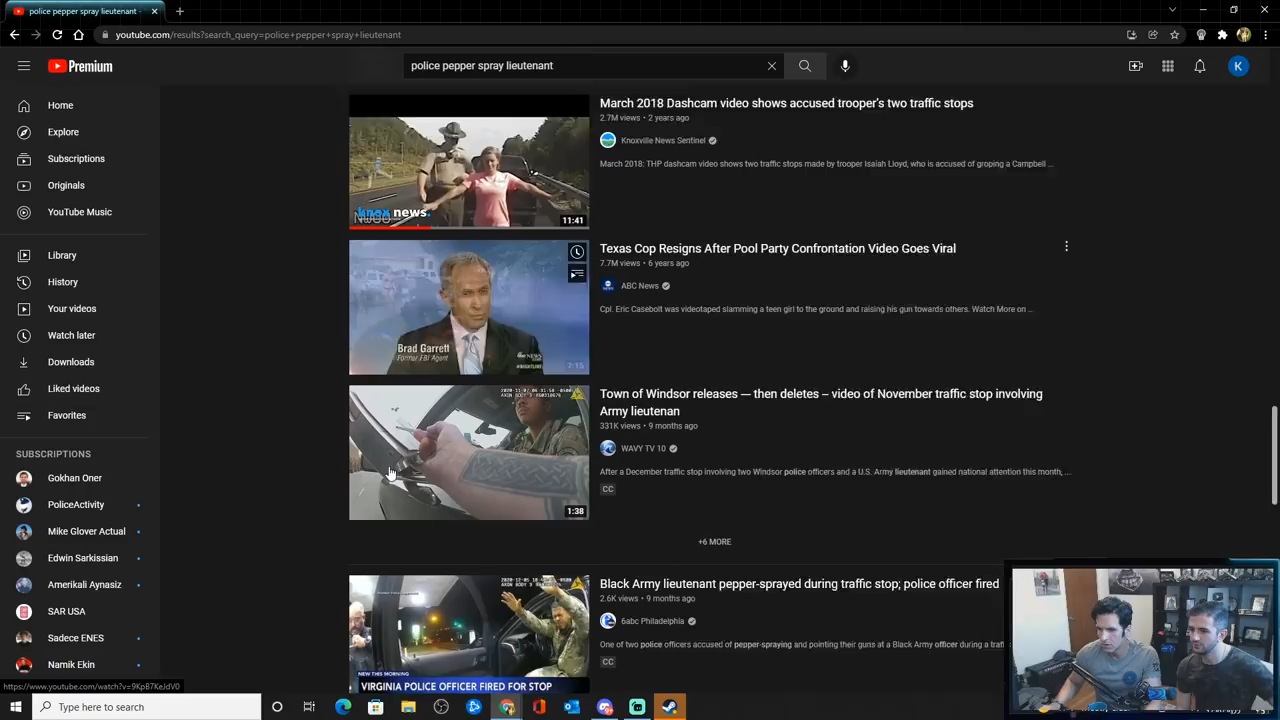 police pepper spray lieutenant -
youtube.com/results?search_query=police+pepper+spray+lieutenant
Premium
police pepper spray lieutenant
K
Home
Explore
Subscriptions
Originals
YouTube Music
Library
History
Your videos
Watch later
Downloads
Liked videos
Favorites
SUBSCRIPTIONS
Gokhan Oner
PoliceActivity
Mike Glover Actual
Edwin Sarkissian
Amerikali Aynasiz
SAR USA
Sadece ENES
Namik Ekin
knox news.
11:41
March 2018 Dashcam video shows accused trooper's two traffic stops
2.7M views • 2 years ago
Knoxville News Sentinel
March 2018: THP dashcam video shows two traffic stops made by trooper Isaiah Lloyd, who is accused of groping a Campbell ...
Brad Garrett
Former FBI Agent
abc NEWS
#NIGHTLINE
2:15
Texas Cop Resigns After Pool Party Confrontation Video Goes Viral
7.7M views • 6 years ago
ABC News
Cpl. Eric Casebolt was videotaped slamming a teen girl to the ground and raising his gun towards others. Watch More on ...
1:38
Town of Windsor releases — then deletes – video of November traffic stop involving
Army lieutenan
331K views • 9 months ago
WAVY TV 10
After a December traffic stop involving two Windsor police officers and a U.S. Army lieutenant gained national attention this month, ...
CC
+6 MORE
NEW THIS MORNING
VIRGINIA POLICE OFFICER FIRED FOR STOP
Black Army lieutenant pepper-sprayed during traffic stop; police officer fired
2.6K views • 9 months ago
6abc Philadelphia
One of two police officers accused of pepper-spraying and pointing their guns at a Black Army officer during a traf
CC
https://www.youtube.com/watch?v=9KpB7KeJdV0
Type here to search